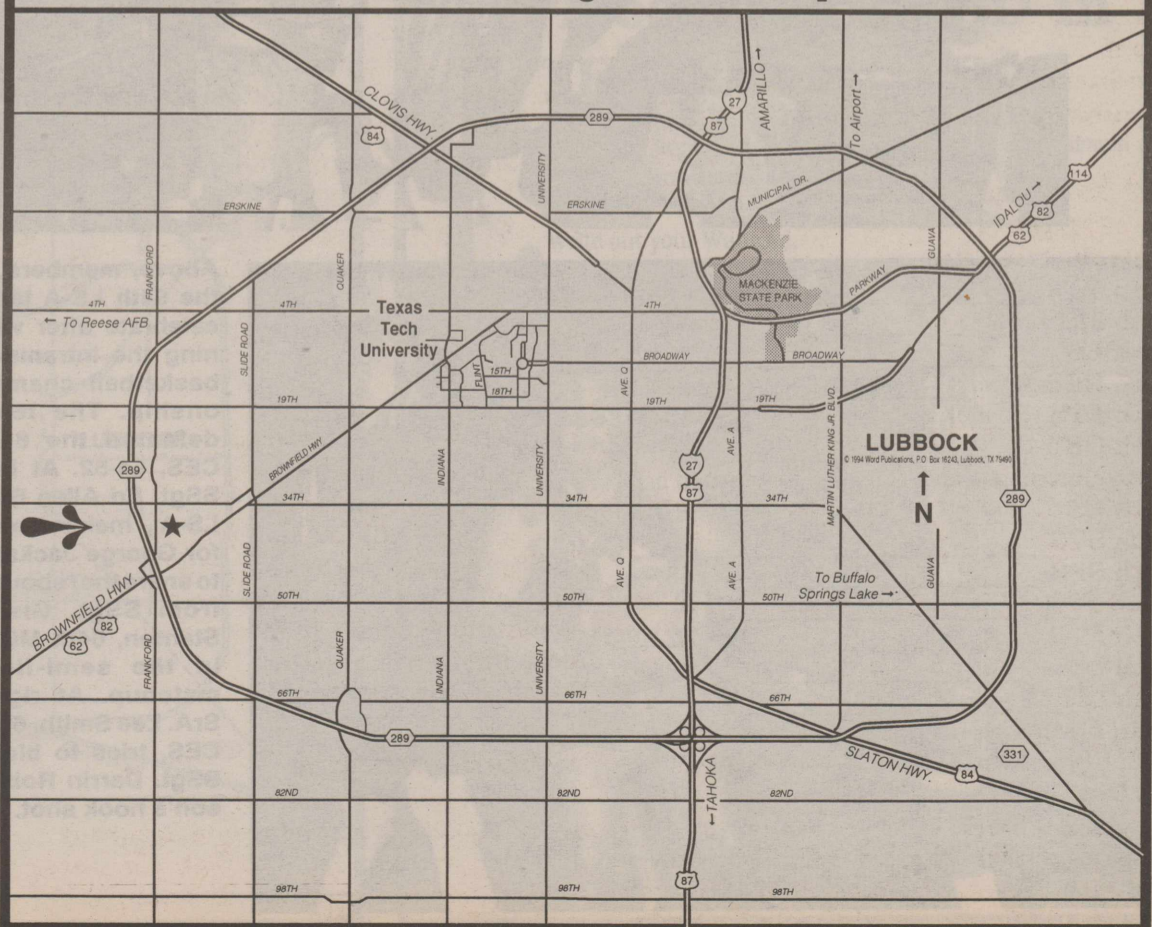 CLOVIS HWY.
84
289
87
27
AMARILLO →
To Airport →
114
IDALOU →
82
62
MUNICIPAL DR.
UNIVERSITY
ERSKINE
ERSKINE
FRANKFORD
QUAKER
GUAVA
MACKENZIE
STATE PARK
PARKWAY
4TH
← To Reese AFB
4TH
4TH
Texas
Tech
University
SLIDE ROAD
FLINT
15TH
18TH
BROADWAY
BROADWAY
AVE. Q
19TH
19TH
19TH
AVE. A
MARTIN LUTHER KING JR. BLVD.
LUBBOCK
© 1994 Word Publications, P.O. Box 16243, Lubbock, TX 79490
N
289
BROWNFIELD HWY
INDIANA
UNIVERSITY
27
87
289
34TH
34TH
34TH
SLIDE ROAD
AVE. Q
AVE. A
GUAVA
To Buffalo
Springs Lake →
50TH
50TH
50TH
BROWNFIELD HWY.
62
82
FRANKFORD
QUAKER
INDIANA
UNIVERSITY
66TH
66TH
66TH
289
SLATON HWY.
84
331
← TAHOKA
82ND
82ND
82ND
87
98TH
98TH
98TH